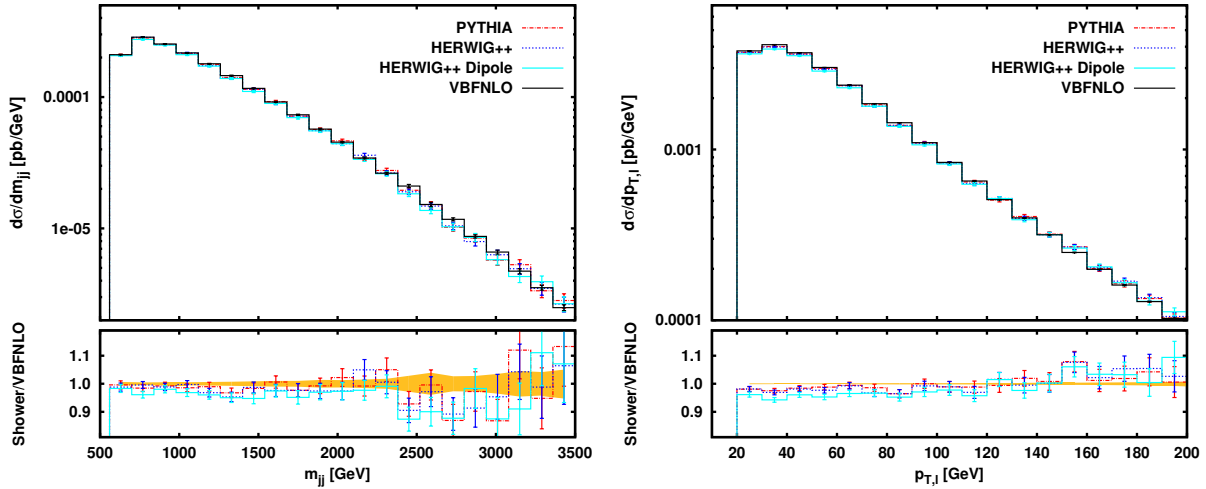 PYTHIA
HERWIG++
HERWIG++ Dipole
VBFNLO
0.0001
1e-05
dσ/dm_jj [pb/GeV]
1.1
1.0
0.9
Shower/VBFNLO
500 1000 1500 2000 2500 3000 3500
m_jj [GeV]
PYTHIA
HERWIG++
HERWIG++ Dipole
VBFNLO
0.001
0.0001
dσ/dp_T,l [pb/GeV]
1.1
1.0
0.9
Shower/VBFNLO
20 40 60 80 100 120 140 160 180 200
p_T,l [GeV]